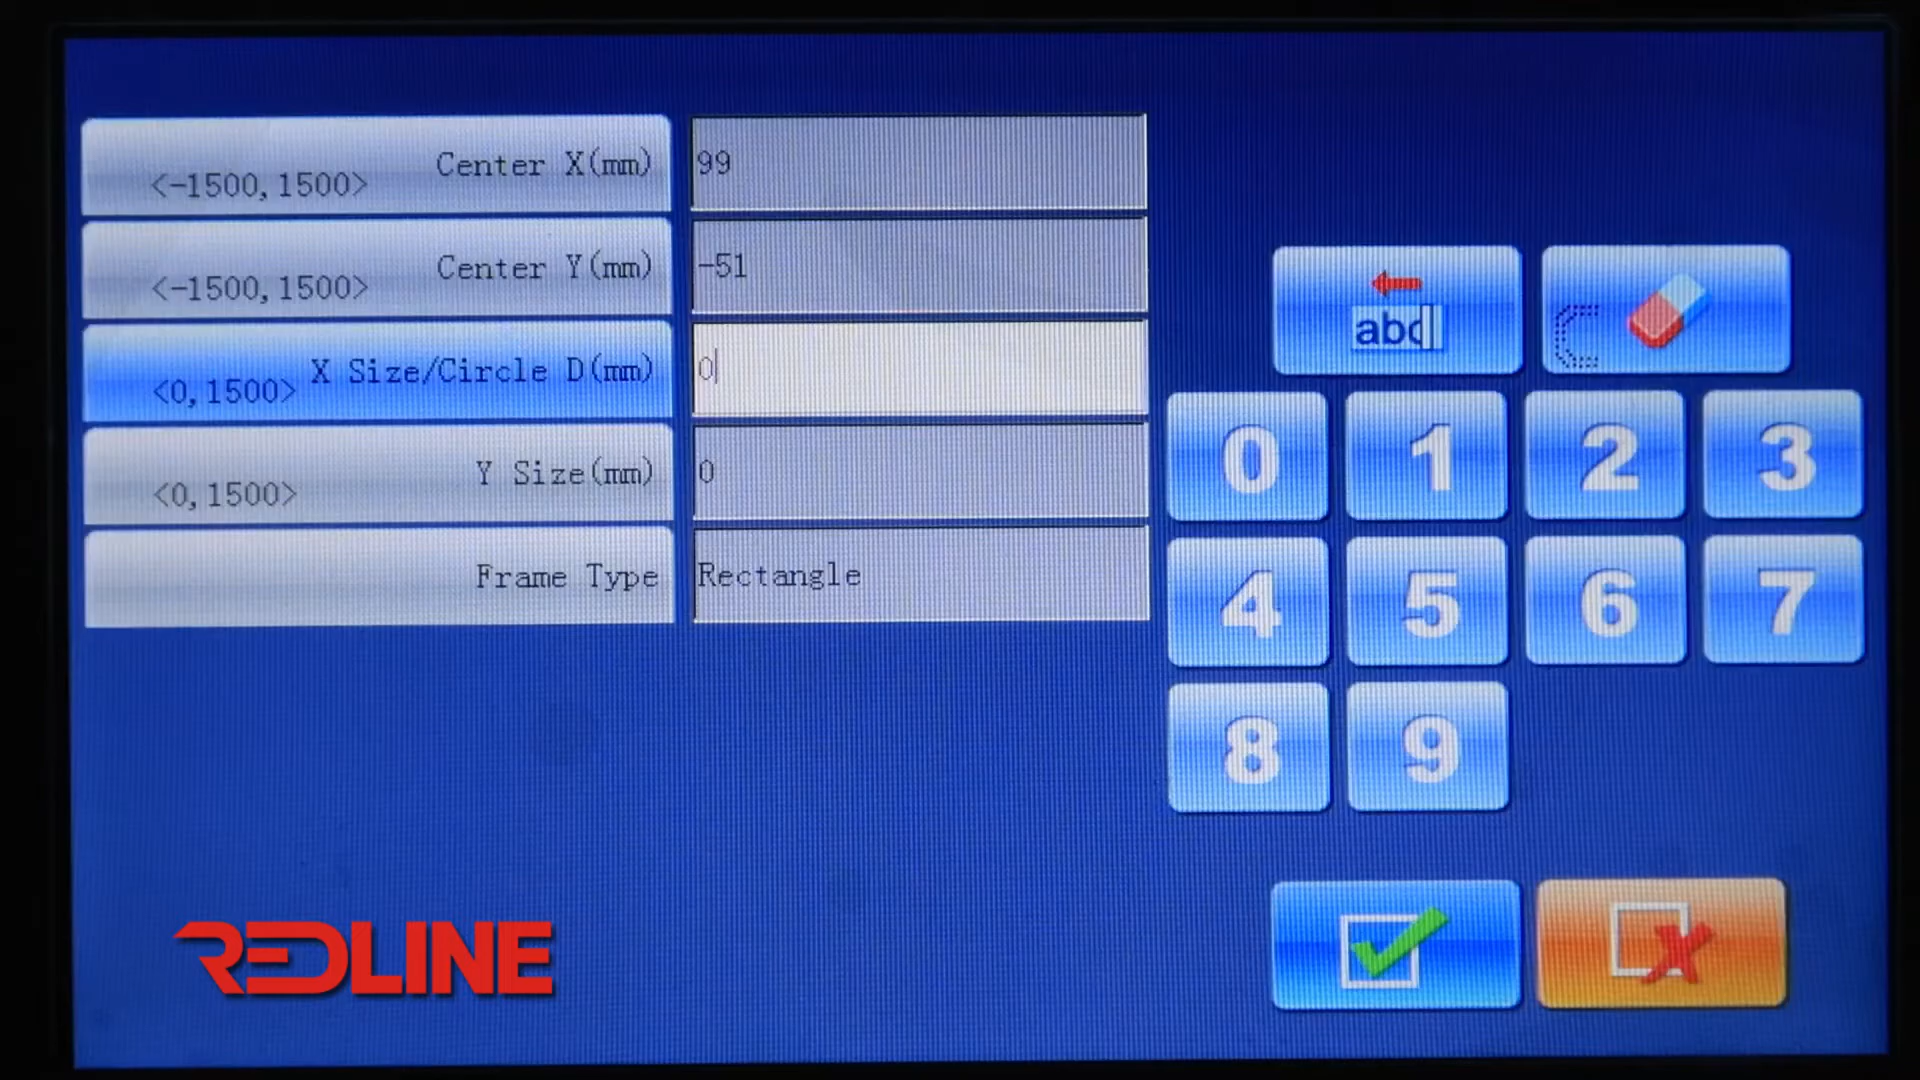 Center X(mm)
<-1500,1500>
99
Center Y(mm)
<-1500,1500>
-51
X Size/Circle D(mm)
<0,1500>
0
Y Size(mm)
<0,1500>
0
Frame Type
Rectangle
abc
0 1 2 3
4 5 6 7
8 9
REDLINE